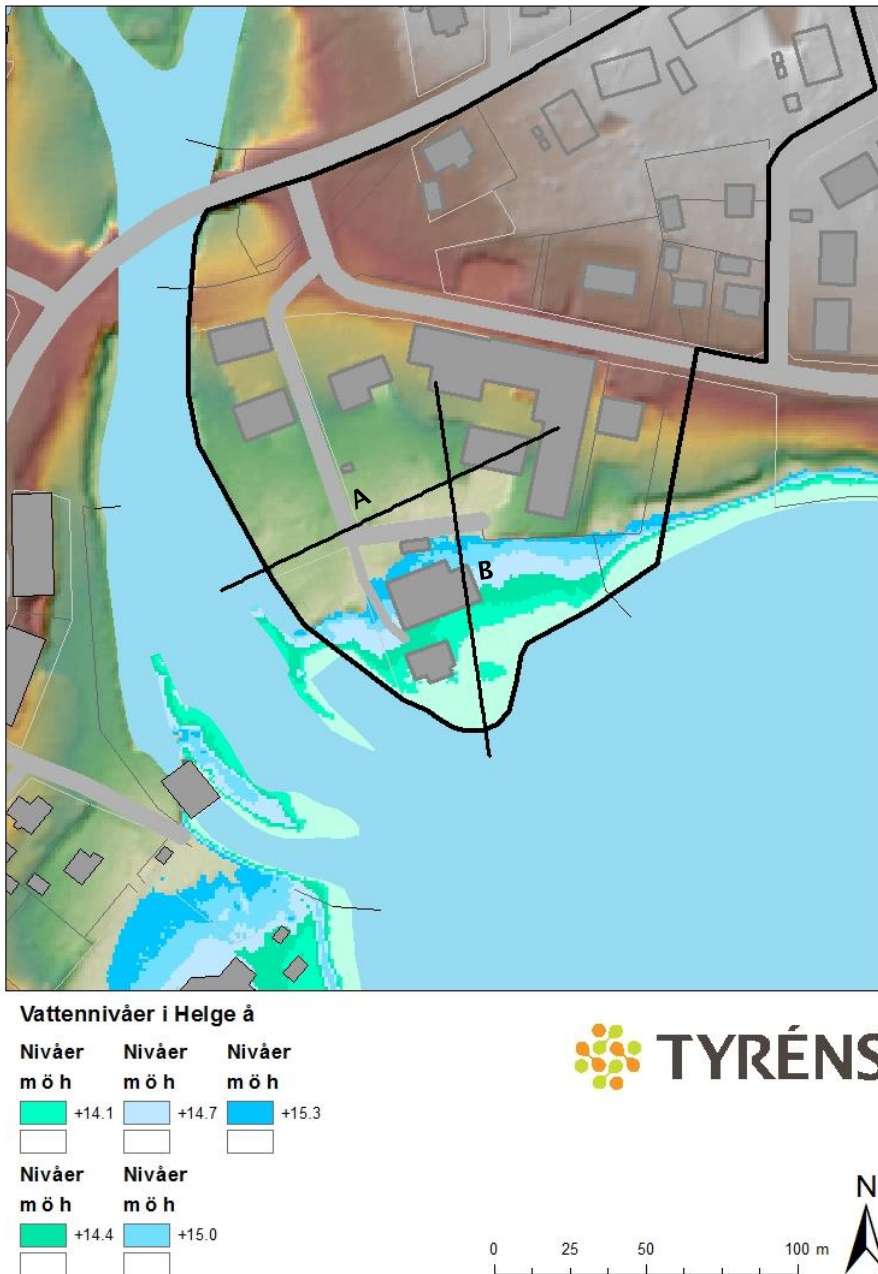 A
B
Vattennivåer i Helge å
Nivåer Nivåer Nivåer
m ö h m ö h m ö h
+14.1 +14.7 +15.3
Nivåer Nivåer
m ö h m ö h
+14.4 +15.0
TYRÉNS
N
0 25 50 100 m